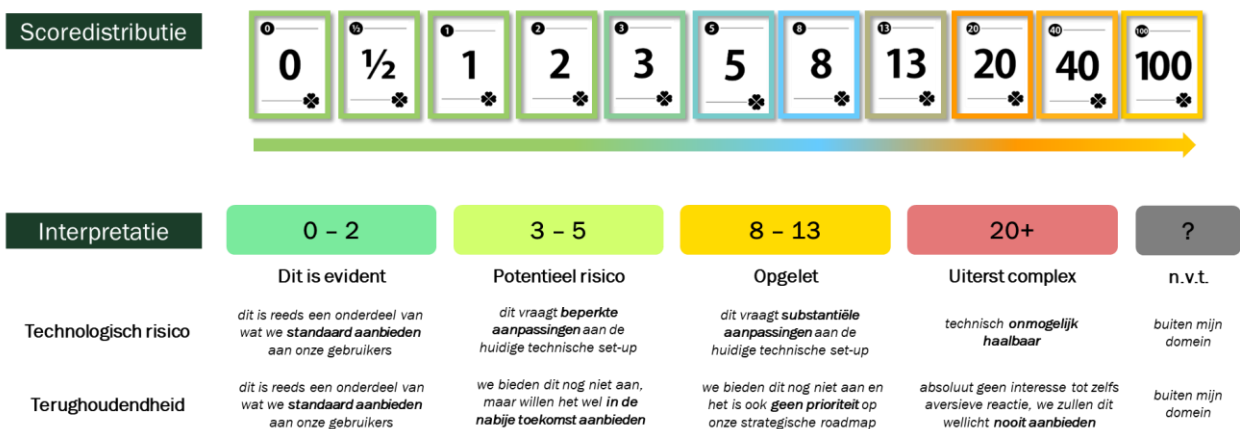 Scoredistributie
0 ½ 1 2 3 5 8 13 20 40 100
0 ½ 1 2 3 5 8 13 20 40 100
Interpretatie
0 – 2
3 – 5
8 – 13
20+
?
Dit is evident
Potentieel risico
Opgelet
Uiterst complex
n.v.t.
Technologisch risico
dit is reeds een onderdeel van
wat we standaard aanbieden
aan onze gebruikers
dit vraagt beperkte
aanpassingen aan de
huidige technische set-up
dit vraagt substantiële
aanpassingen aan de
huidige technische set-up
technisch onmogelijk
haalbaar
buiten mijn
domein
Terughoudendheid
dit is reeds een onderdeel van
wat we standaard aanbieden
aan onze gebruikers
we bieden dit nog niet aan,
maar willen het wel in de
nabije toekomst aanbieden
we bieden dit nog niet aan en
het is ook geen prioriteit op
onze strategische roadmap
absoluut geen interesse tot zelfs
aversieve reactie, we zullen dit
wellicht nooit aanbieden
buiten mijn
domein